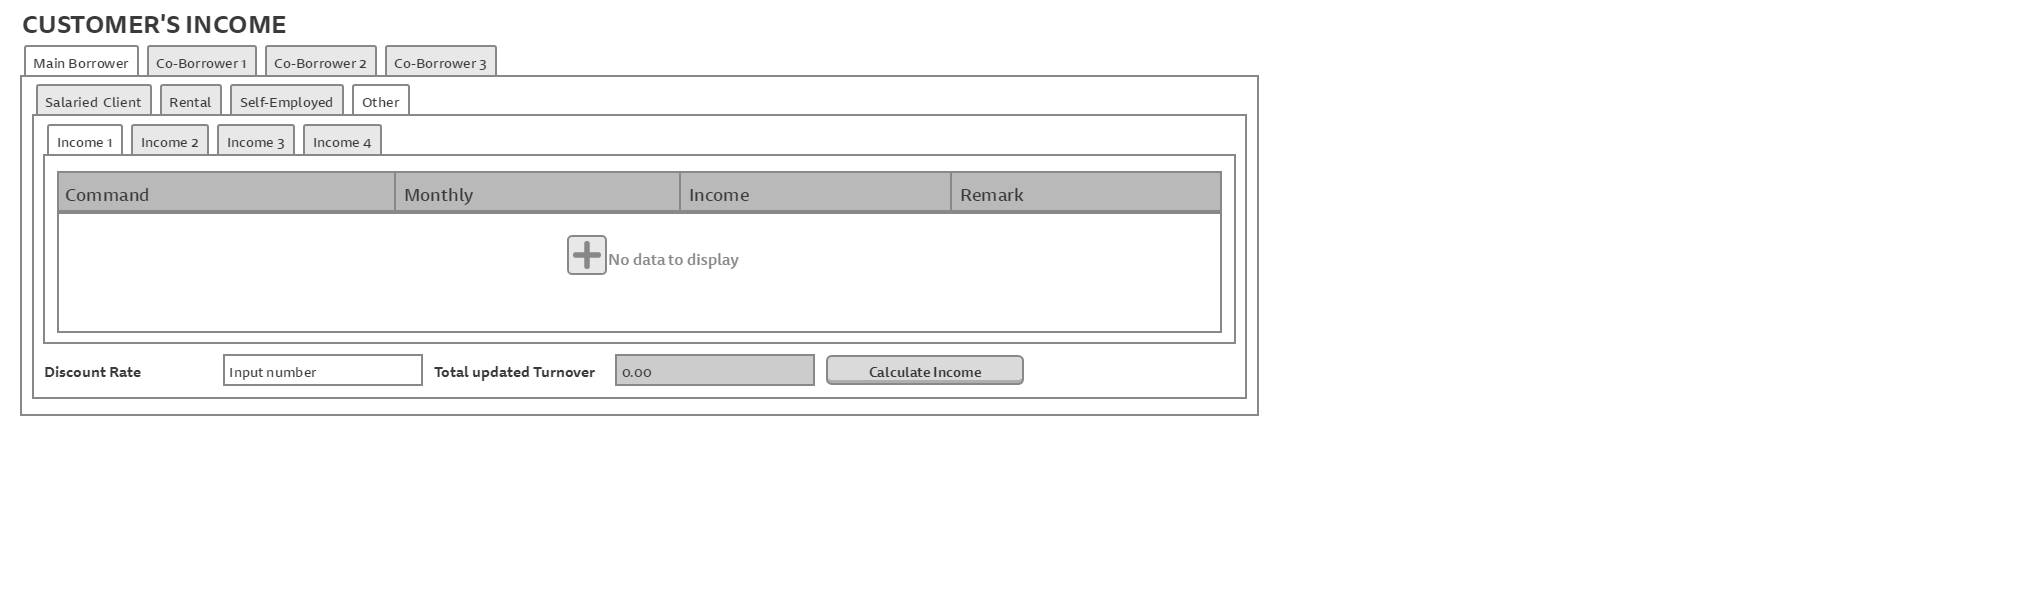 CUSTOMER'S INCOME
Main Borrower Co-Borrower 1 Co-Borrower 2 Co-Borrower 3
Salaried Client Rental Self-Employed Other
Income 1 Income 2 Income 3 Income 4
Command Monthly Income Remark
No data to display
Discount Rate Input number Total updated Turnover 0.00 Calculate Income